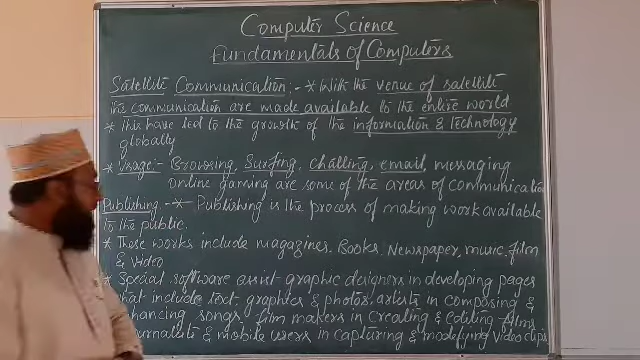 Computer Science
Fundamentals of Computers
Satellite Communication:- * With the venue of satellite
the communication are made available to the entire world
* This have led to the growth of the information & Technology
globally
* Usage:- Browsing, Surfing, chatting, email, messaging
online gaming are some of the areas of communication
Publishing:- * Publishing is the process of making work available
to the public.
* These works include magazines. Books. Newspaper, music, film
& video
* Special software assist graphic designers in developing pages
that include text, graphics & photos, artists in composing &
enhancing songs, film makers in creating & editing films,
journalists & mobile users in capturing & modifying video clips